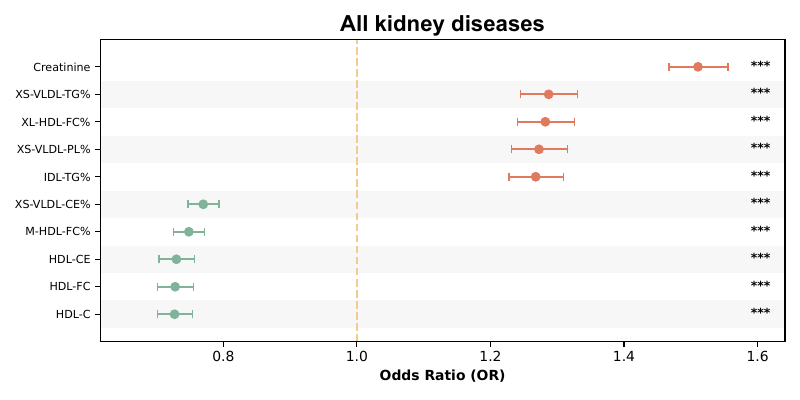 All kidney diseases
Creatinine ***
XS-VLDL-TG% ***
XL-HDL-FC% ***
XS-VLDL-PL% ***
IDL-TG% ***
XS-VLDL-CE% ***
M-HDL-FC% ***
HDL-CE ***
HDL-FC ***
HDL-C ***
0.8 1.0 1.2 1.4 1.6
Odds Ratio (OR)